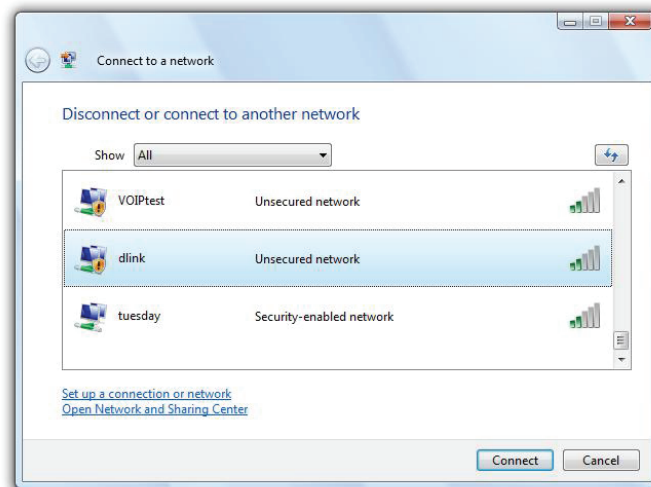 Connect to a network
Disconnect or connect to another network
Show All
VOIPtest Unsecured network
dlink Unsecured network
tuesday Security-enabled network
Set up a connection or network
Open Network and Sharing Center
Connect Cancel